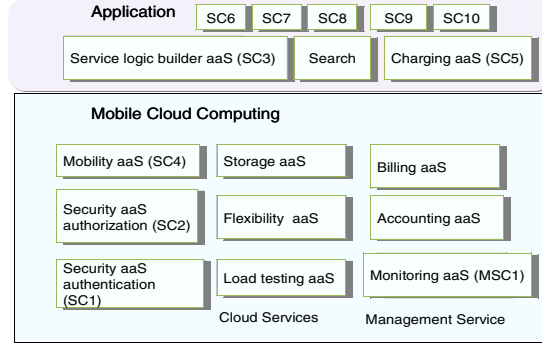 Application
SC6
SC7
SC8
SC9
SC10
Service logic builder aaS (SC3)
Search
Charging aaS (SC5)
Mobile Cloud Computing
Mobility aaS (SC4)
Storage aaS
Billing aaS
Security aaS
authorization (SC2)
Flexibility aaS
Accounting aaS
Security aaS
authentication
(SC1)
Load testing aaS
Monitoring aaS (MSC1)
Cloud Services
Management Service